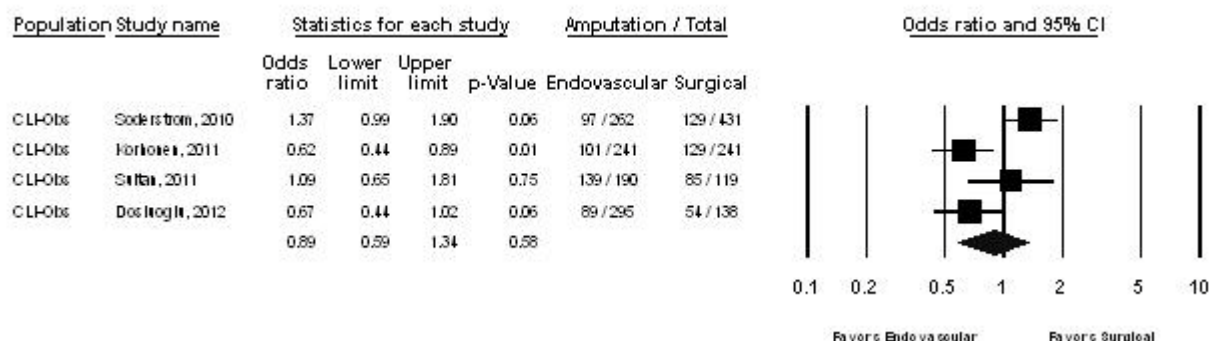 Population Study name Statistics for each study Amputation / Total Odds ratio and 95% CI
Odds ratio Lower limit Upper limit p-Value Endovascular Surgical
CLI-Obs Soderstrom, 2010 1.37 0.99 1.90 0.06 97 / 262 129 / 431
CLI-Obs Korhonen, 2011 0.62 0.44 0.89 0.01 101 / 241 129 / 241
CLI-Obs Sultan, 2011 1.09 0.65 1.81 0.75 139 / 190 85 / 119
CLI-Obs Dosluoglu, 2012 0.67 0.44 1.02 0.06 89 / 295 54 / 138
0.89 0.59 1.34 0.58
0.1 0.2 0.5 1 2 5 10
Favors Endovascular Favors Surgical